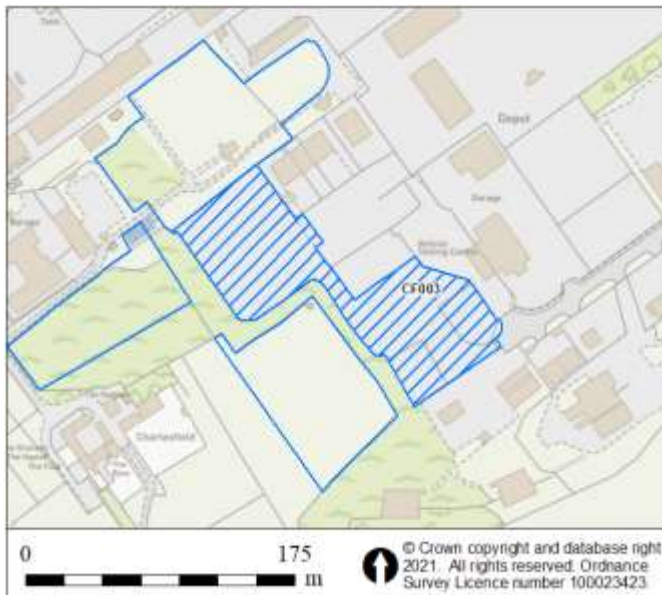 Tank
Depot
Garage
CF003
Charlesfield
0
175
m
© Crown copyright and database right
2021. All rights reserved. Ordnance
Survey Licence number 100023423.